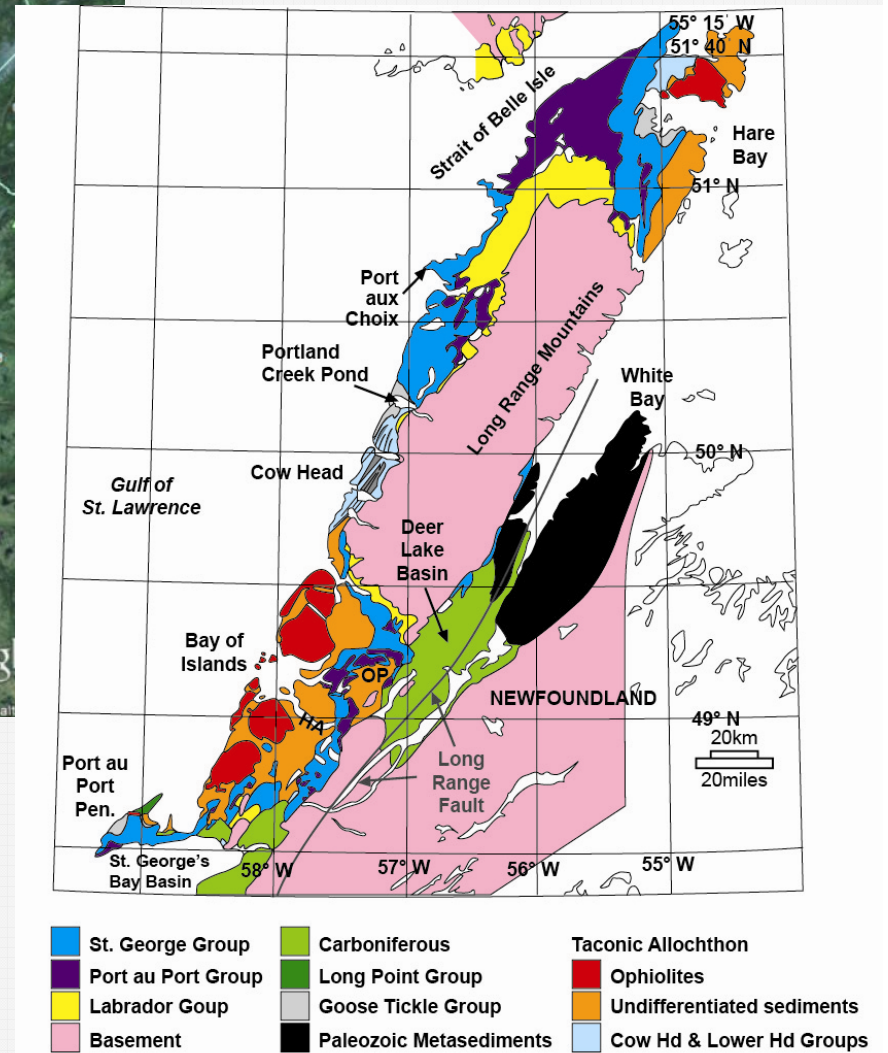 55° 15' W
51° 40' N
Strait of Belle Isle
Hare
Bay
51° N
Port
aux
Choix
Long Range Mountains
Portland
Creek Pond
White
Bay
50° N
Cow Head
Gulf of
St. Lawrence
Deer
Lake
Basin
Bay of
Islands
OP
NEWFOUNDLAND
HA
49° N
20km
20miles
Long
Range
Fault
Port au
Port
Pen.
St. George's
Bay Basin
58° W
57° W
56° W
55° W
St. George Group
Port au Port Group
Labrador Goup
Basement
Carboniferous
Long Point Group
Goose Tickle Group
Paleozoic Metasediments
Taconic Allochthon
Ophiolites
Undifferentiated sediments
Cow Hd & Lower Hd Groups